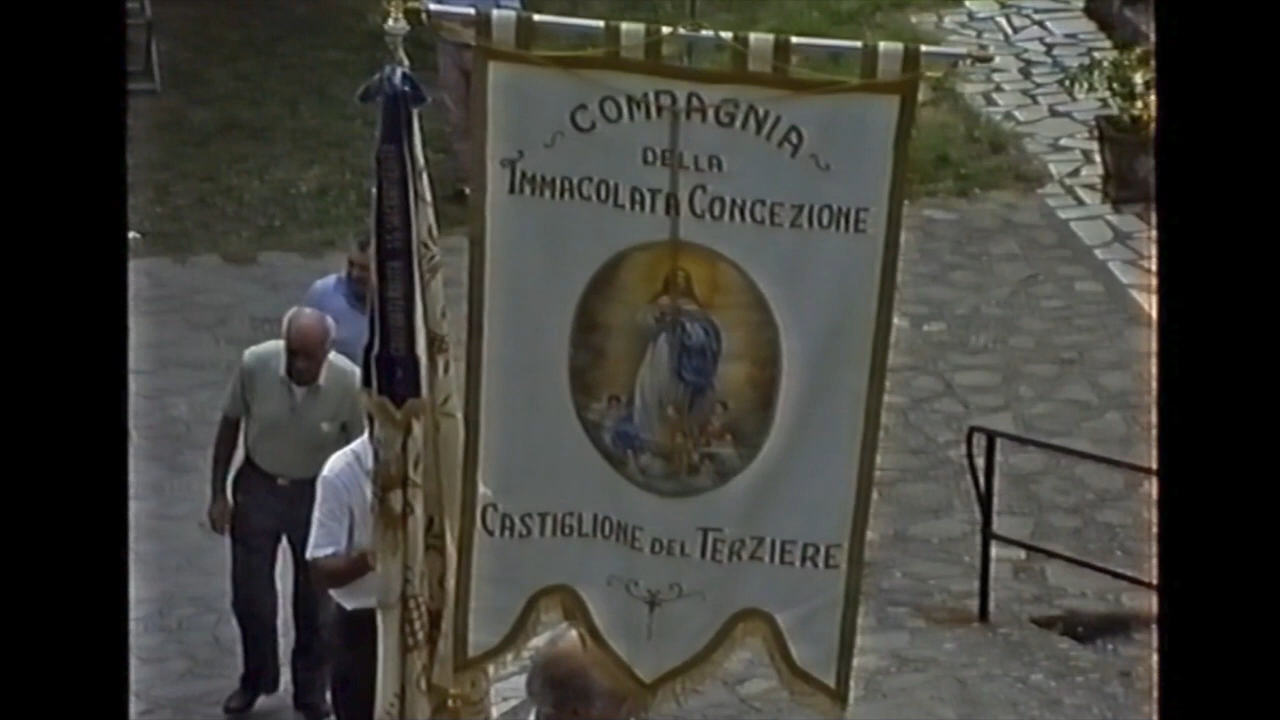 COMPAGNIA
DELLA
IMMACOLATA CONCEZIONE
CASTIGLIONE DEL TERZIERE